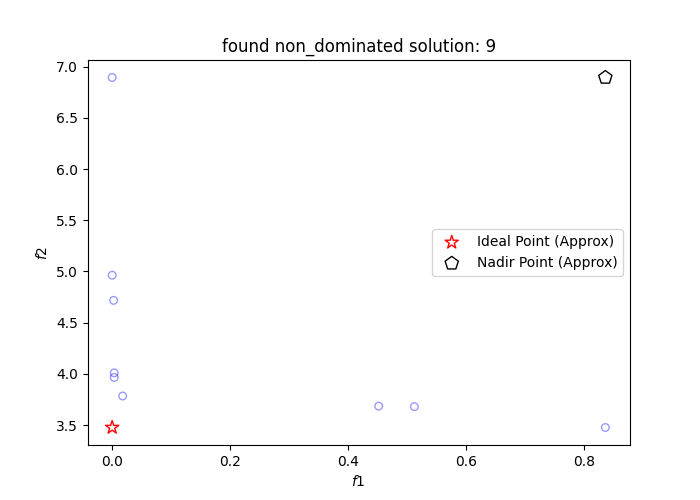 found non_dominated solution: 9
7.0
6.5
6.0
5.5
5.0
4.5
4.0
3.5
f2
Ideal Point (Approx)
Nadir Point (Approx)
0.0 0.2 0.4 0.6 0.8
f1